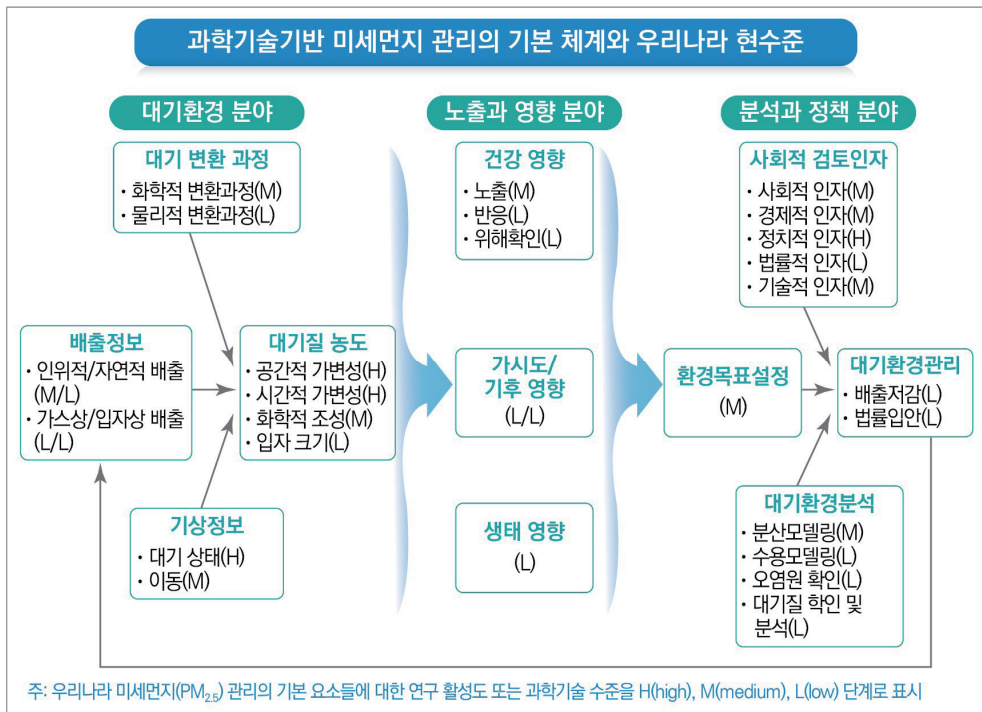 과학기술기반 미세먼지 관리의 기본 체계와 우리나라 현수준
대기환경 분야
대기 변환 과정
· 화학적 변환과정(M)
· 물리적 변환과정(L)
배출정보
· 인위적/자연적 배출
(M/L)
· 가스상/입자상 배출
(L/L)
대기질 농도
· 공간적 가변성(H)
· 시간적 가변성(H)
· 화학적 조성(M)
· 입자 크기(L)
기상정보
· 대기 상태(H)
· 이동(M)
노출과 영향 분야
건강 영향
· 노출(M)
· 반응(L)
· 위해확인(L)
가시도/
기후 영향
(L/L)
생태 영향
(L)
분석과 정책 분야
사회적 검토인자
· 사회적 인자(M)
· 경제적 인자(M)
· 정치적 인자(H)
· 법률적 인자(L)
· 기술적 인자(M)
환경목표설정
(M)
대기환경관리
· 배출저감(L)
· 법률입안(L)
대기환경분석
· 분산모델링(M)
· 수용모델링(L)
· 오염원 확인(L)
· 대기질 학인 및
분석(L)
주: 우리나라 미세먼지(PM2.5) 관리의 기본 요소들에 대한 연구 활성도 또는 과학기술 수준을 H(high), M(medium), L(low) 단계로 표시